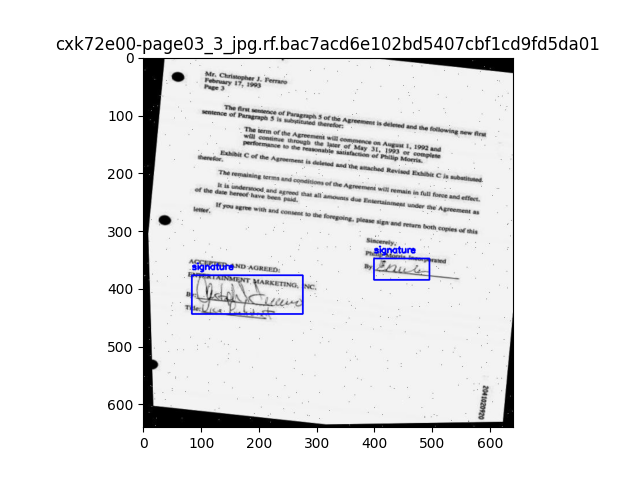 cxk72e00-page03_3_jpg.rf.bac7acd6e102bd5407cbf1cd9fd5da01
Mr. Christopher J. Ferraro
February 17, 1993
Page 3
The first sentence of Paragraph 5 of the Agreement is deleted and the following new first
sentence of Paragraph 5 is substituted therefor:
The term of the Agreement will commence on August 1, 1992 and
will continue through the later of May 31, 1993 or complete
performance to the reasonable satisfaction of Philip Morris.
Exhibit C of the Agreement is deleted and the attached Revised Exhibit C is substituted
therefor.
The remaining terms and conditions of the Agreement will remain in full force and effect.
It is understood and agreed that all amounts due Entertainment under the Agreement as
of the date hereof have been paid.
If you agree with and consent to the foregoing, please sign and return both copies of this
letter.
Sincerely,
Philip Morris Incorporated
signature
By
ACCEPTED AND AGREED:
signature
ENTERTAINMENT MARKETING, INC.
By:
Title:
2041020920
0
100
200
300
400
500
600
0
100
200
300
400
500
600